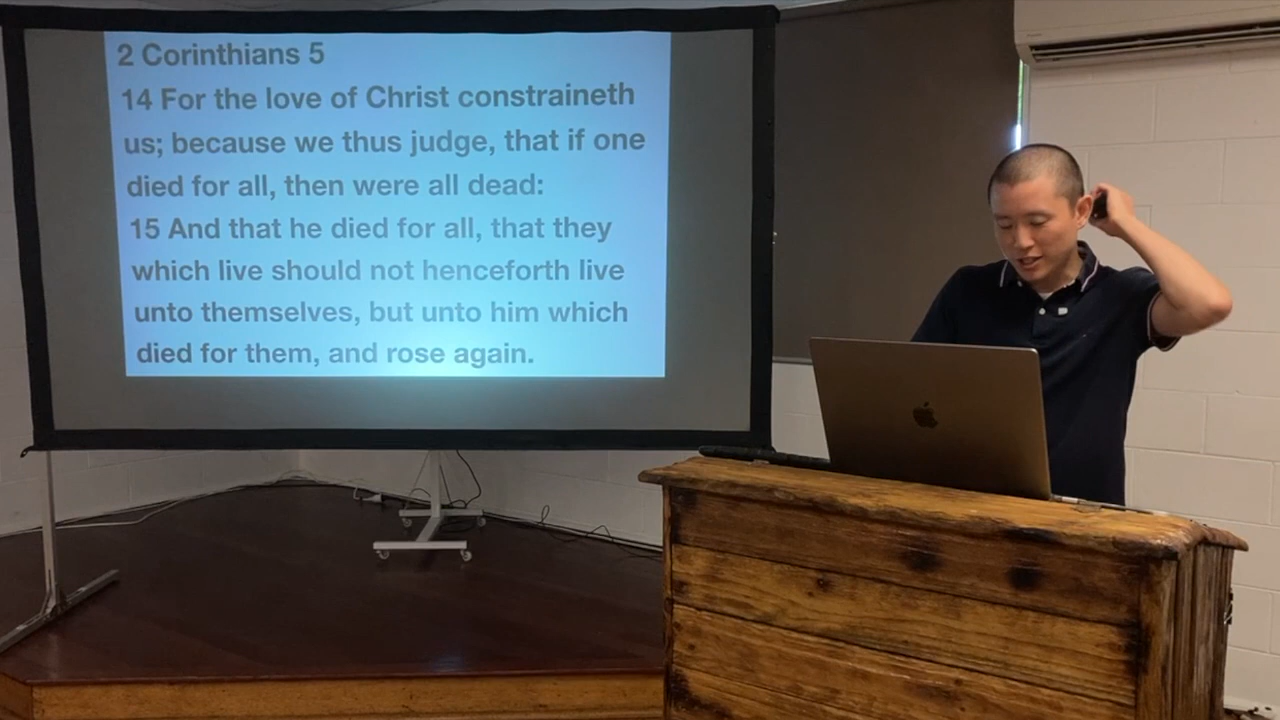 2 Corinthians 5
14 For the love of Christ constraineth
us; because we thus judge, that if one
died for all, then were all dead:
15 And that he died for all, that they
which live should not henceforth live
unto themselves, but unto him which
died for them, and rose again.